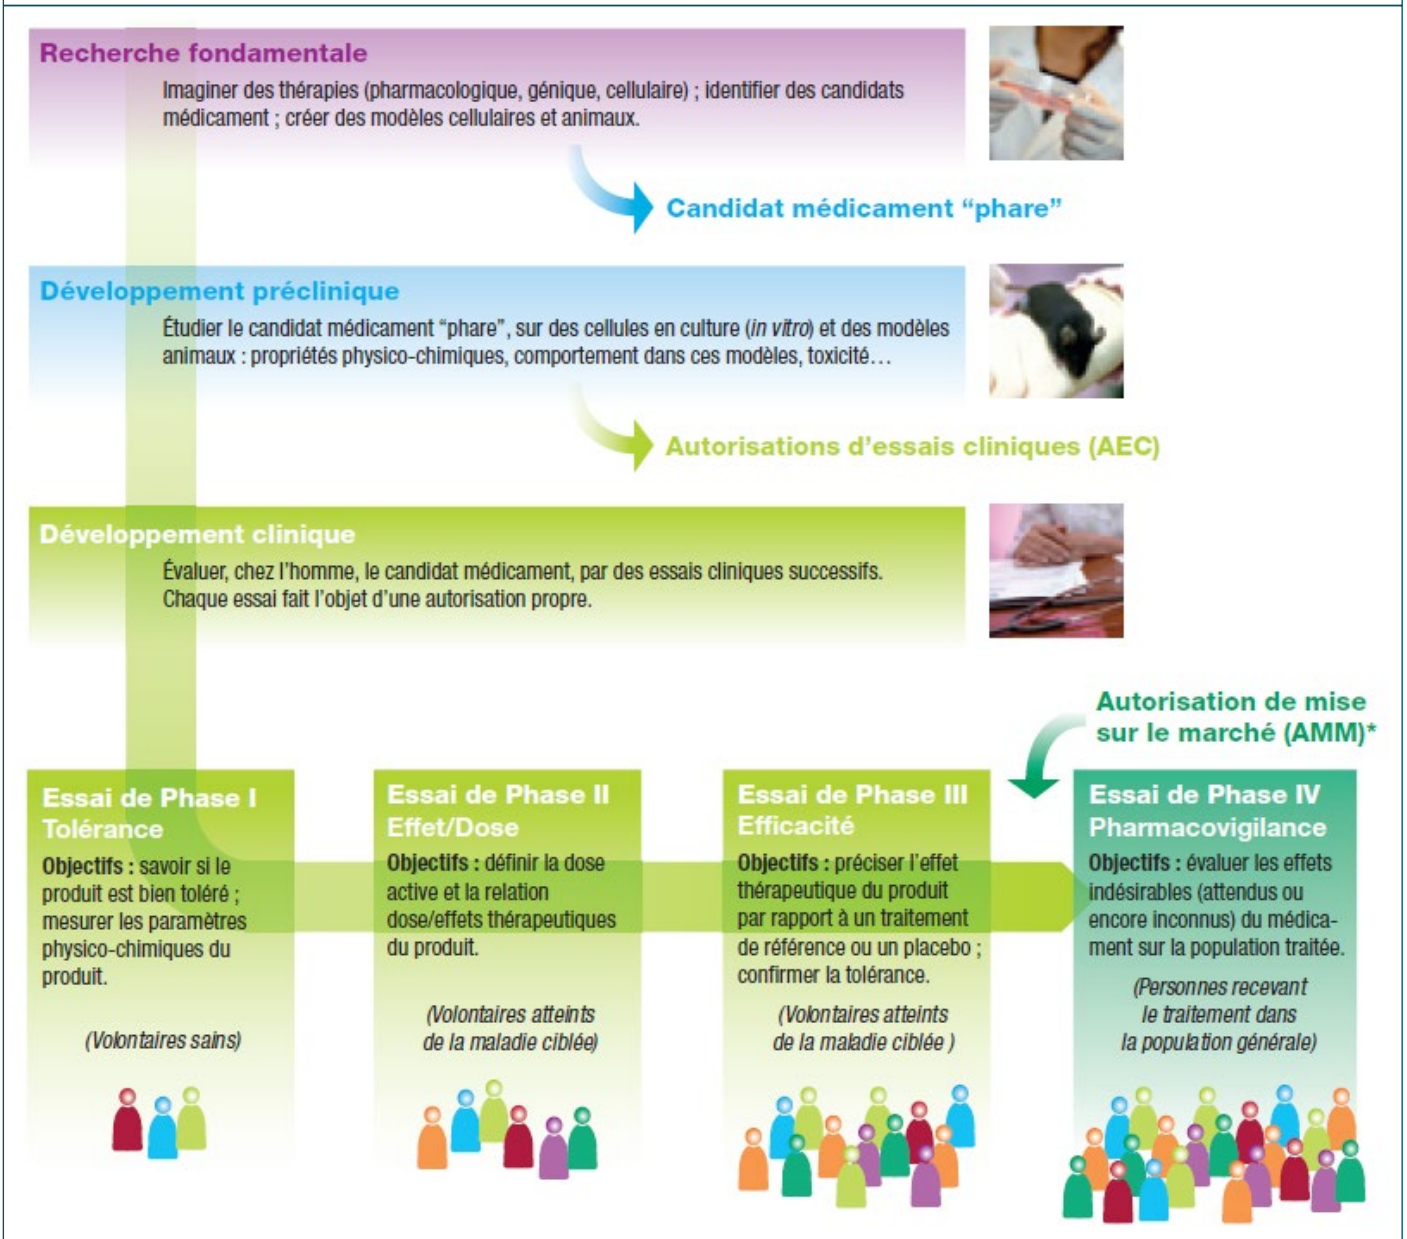 Recherche fondamentale
Imaginer des thérapies (pharmacologique, génique, cellulaire) ; identifier des candidats
médicament ; créer des modèles cellulaires et animaux.
Candidat médicament “phare”
Développement préclinique
Étudier le candidat médicament “phare”, sur des cellules en culture (in vitro) et des modèles
animaux : propriétés physico-chimiques, comportement dans ces modèles, toxicité…
Autorisations d’essais cliniques (AEC)
Développement clinique
Évaluer, chez l’homme, le candidat médicament, par des essais cliniques successifs.
Chaque essai fait l’objet d’une autorisation propre.
Autorisation de mise
sur le marché (AMM)*
Essai de Phase I
Tolérance
Objectifs : savoir si le
produit est bien toléré ;
mesurer les paramètres
physico-chimiques du
produit.
(Volontaires sains)
Essai de Phase II
Effet/Dose
Objectifs : définir la dose
active et la relation
dose/effets thérapeutiques
du produit.
(Volontaires atteints
de la maladie ciblée)
Essai de Phase III
Efficacité
Objectifs : préciser l’effet
thérapeutique du produit
par rapport à un traitement
de référence ou un placebo ;
confirmer la tolérance.
(Volontaires atteints
de la maladie ciblée )
Essai de Phase IV
Pharmacovigilance
Objectifs : évaluer les effets
indésirables (attendus ou
encore inconnus) du médica-
ment sur la population traitée.
(Personnes recevant
le traitement dans
la population générale)